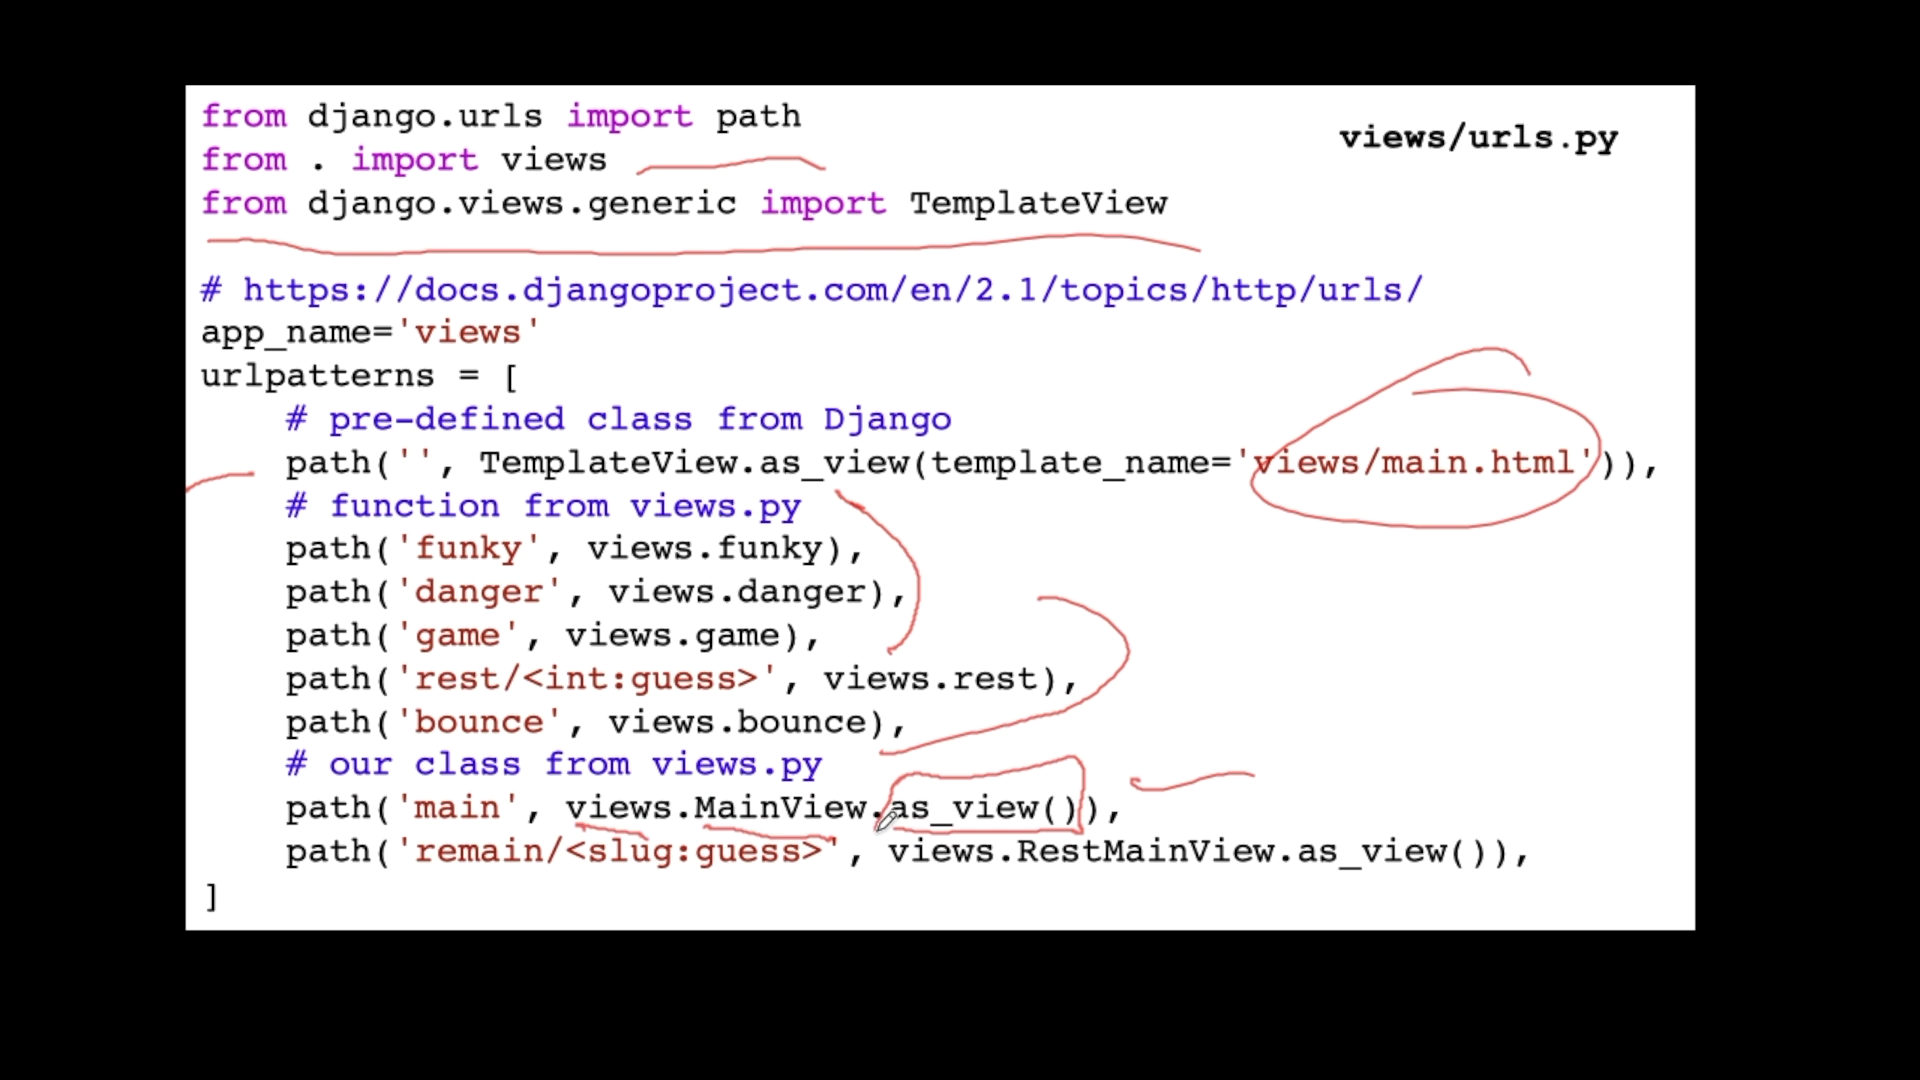 from django.urls import path
views/urls.py
from . import views
from django.views.generic import TemplateView
# https://docs.djangoproject.com/en/2.1/topics/http/urls/
app_name='views'
urlpatterns = [
    # pre-defined class from Django
    path('', TemplateView.as_view(template_name='views/main.html')),
    # function from views.py
    path('funky', views.funky),
    path('danger', views.danger),
    path('game', views.game),
    path('rest/<int:guess>', views.rest),
    path('bounce', views.bounce),
    # our class from views.py
    path('main', views.MainView.as_view()),
    path('remain/<slug:guess>', views.RestMainView.as_view()),
]